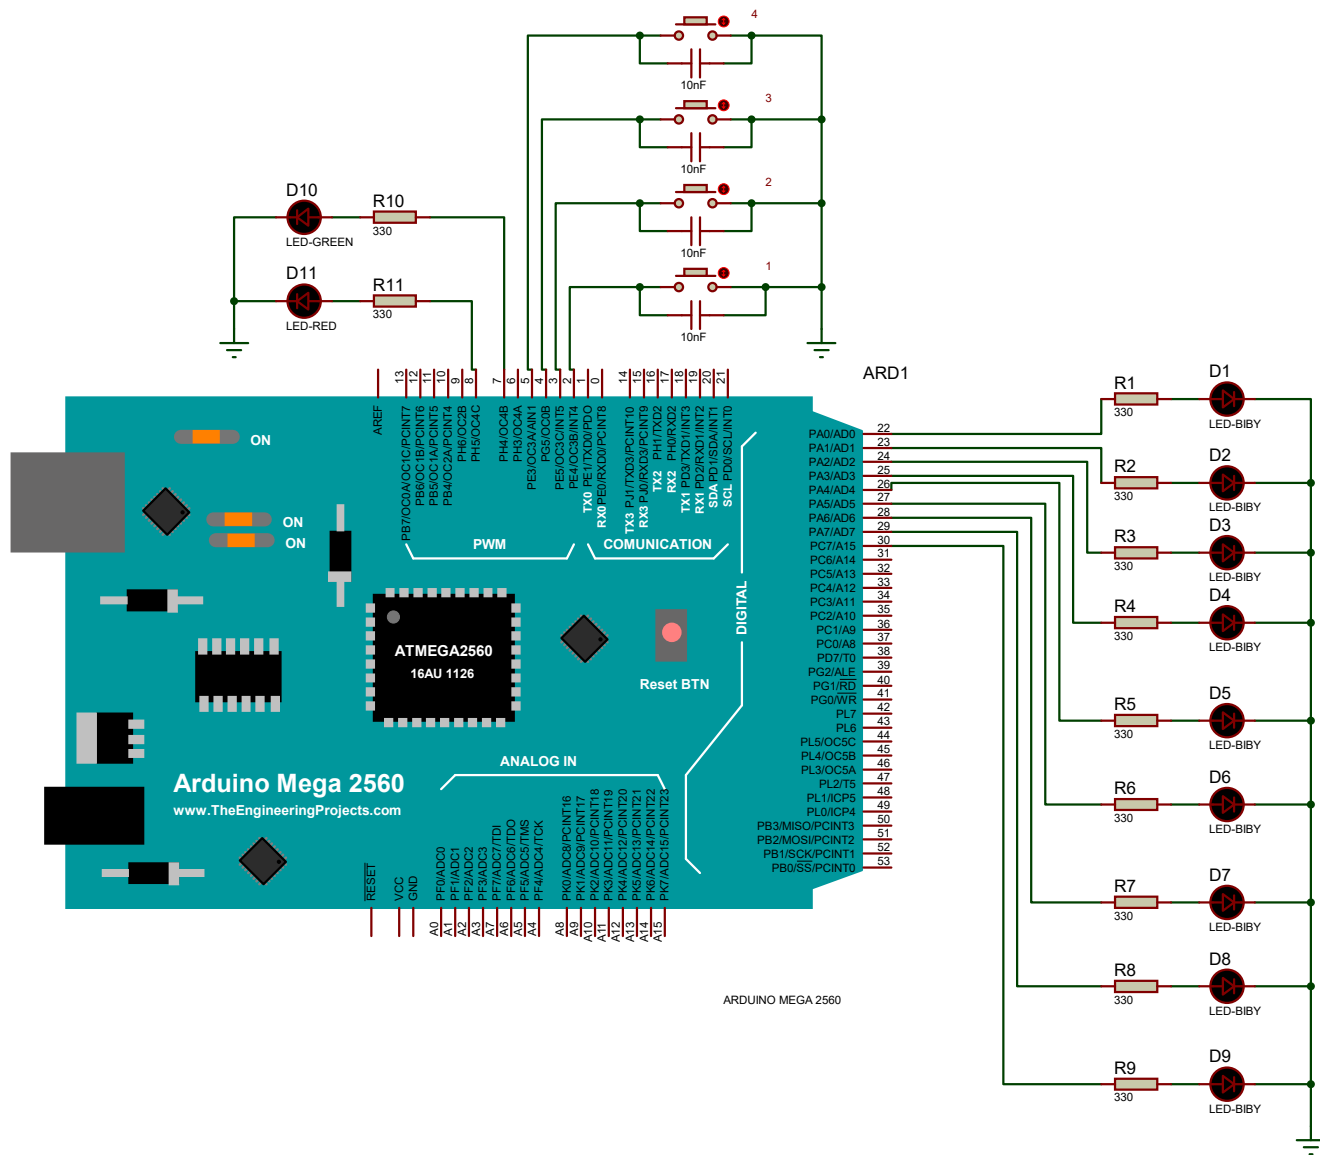 4
10nF
3
10nF
2
10nF
1
10nF
D10
R10
330
LED-GREEN
D11
R11
330
LED-RED
ARD1
AREF
13
12
11
10
9
8
7
6
5
4
3
2
1
0
14
15
16
17
18
19
20
21
PB7/OC0A/OC1C/PCINT7
PB6/OC1B/PCINT6
PB5/OC1A/PCINT5
PB4/OC2A/PCINT4
PH6/OC2B
PH5/OC4C
PH4/OC4B
PH3/OC4A
PE3/OC3A/AIN1
PG5/OC0B
PE5/OC3C/INT5
PE4/OC3B/INT4
TX0 PE1/TXD0/PDO
RX0 PE0/RXD0/PCINT8
TX3 PJ1/TXD3/PCINT10
RX3 PJ0/RXD3/PCINT9
TX2 PH1/TXD2
RX2 PH0/RXD2
TX1 PD3/TXD1/INT3
RX1 PD2/RXD1/INT2
SDA PD1/SDA/INT1
SCL PD0/SCL/INT0
ON
ON
ON
PWM
COMUNICATION
DIGITAL
ATMEGA2560
16AU 1126
Reset BTN
ANALOG IN
Arduino Mega 2560
www.TheEngineeringProjects.com
PA0/AD0 22
PA1/AD1 23
PA2/AD2 24
PA3/AD3 25
PA4/AD4 26
PA5/AD5 27
PA6/AD6 28
PA7/AD7 29
PC7/A15 30
PC6/A14 31
PC5/A13 32
PC4/A12 33
PC3/A11 34
PC2/A10 35
PC1/A9 36
PC0/A8 37
PD7/T0 38
PG2/ALE 39
PG1/RD 40
PG0/WR 41
PL7 42
PL6 43
PL5/OC5C 44
PL4/OC5B 45
PL3/OC5A 46
PL2/T5 47
PL1/ICP5 48
PL0/ICP4 49
PB3/MISO/PCINT3 50
PB2/MOSI/PCINT2 51
PB1/SCK/PCINT1 52
PB0/SS/PCINT0 53
RESET
VCC
GND
PF0/ADC0
PF1/ADC1
PF2/ADC2
PF3/ADC3
PF7/ADC7/TDI
PF6/ADC6/TDO
PF5/ADC5/TMS
PF4/ADC4/TCK
PK0/ADC8/PCINT16
PK1/ADC9/PCINT17
PK2/ADC10/PCINT18
PK3/ADC11/PCINT19
PK4/ADC12/PCINT20
PK5/ADC13/PCINT21
PK6/ADC14/PCINT22
PK7/ADC15/PCINT23
A0
A1
A2
A3
A7
A6
A5
A4
A8
A9
A10
A11
A12
A13
A14
A15
ARDUINO MEGA 2560
R1
330
D1
LED-BIBY
R2
330
D2
LED-BIBY
R3
330
D3
LED-BIBY
R4
330
D4
LED-BIBY
R5
330
D5
LED-BIBY
R6
330
D6
LED-BIBY
R7
330
D7
LED-BIBY
R8
330
D8
LED-BIBY
R9
330
D9
LED-BIBY